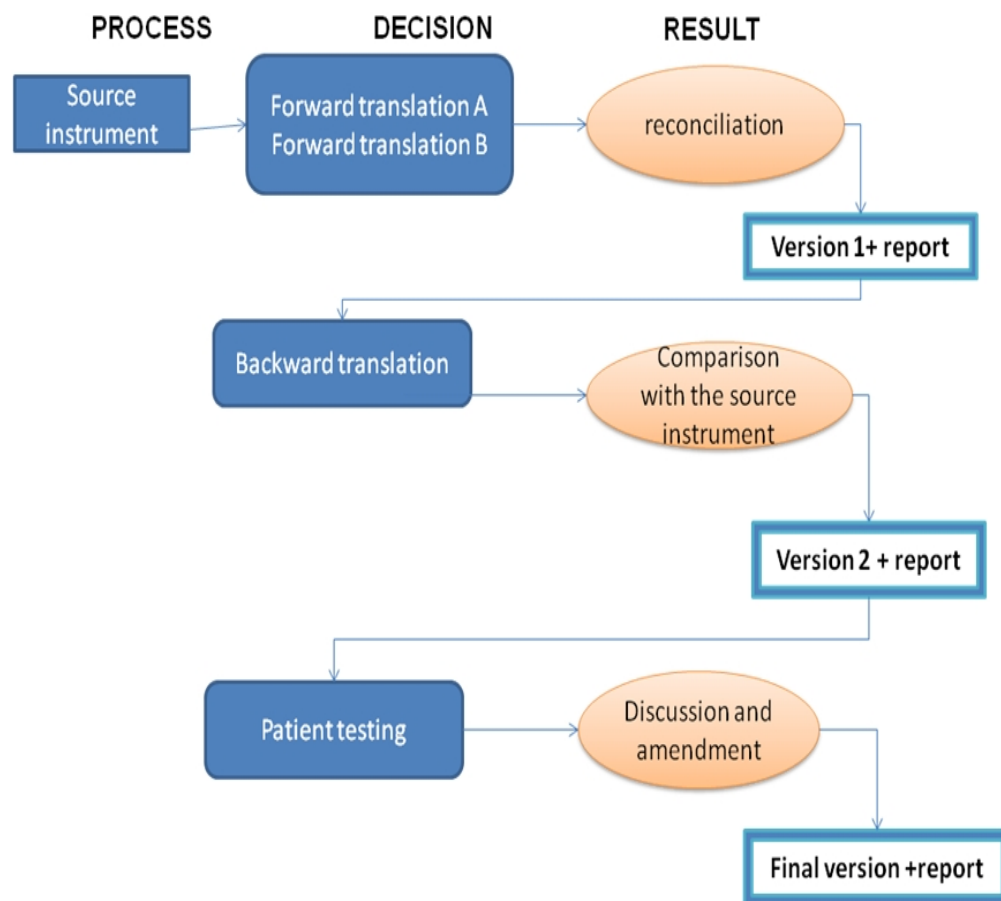 PROCESS DECISION RESULT
Source
instrument
Forward translation A
Forward translation B
reconciliation
Version 1+ report
Backward translation
Comparison
with the source
instrument
Version 2 + report
Patient testing
Discussion and
amendment
Final version +report